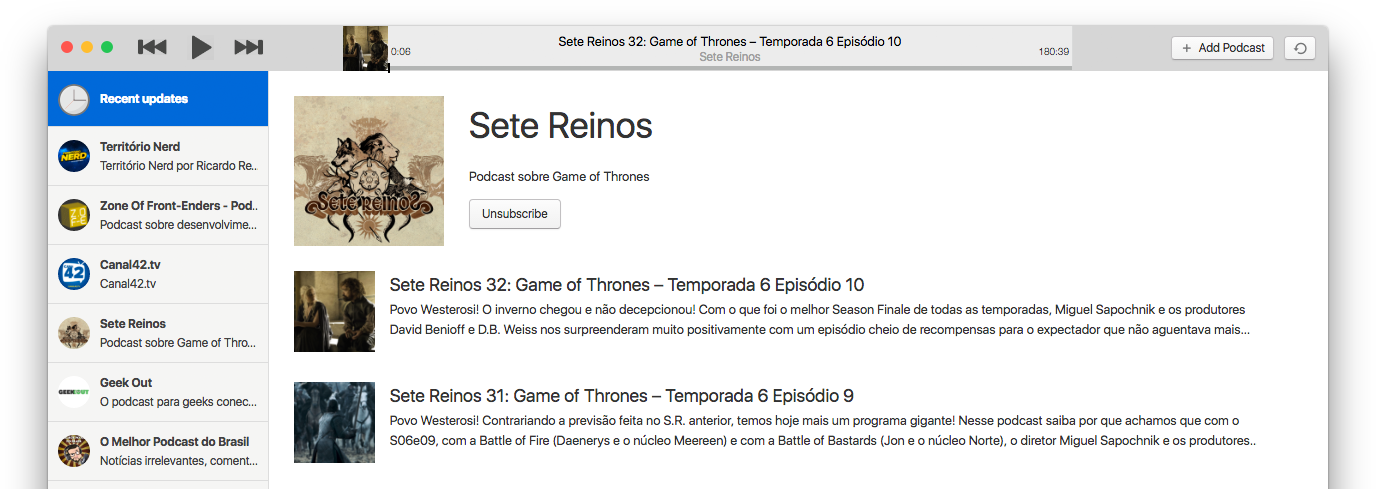 Sete Reinos 32: Game of Thrones – Temporada 6 Episódio 10
0:06
180:39
Sete Reinos
+ Add Podcast
Recent updates
Território Nerd
Território Nerd por Ricardo Re..
Zone Of Front-Enders - Pod..
Podcast sobre desenvolvime...
Canal42.tv
Canal42.tv
Sete Reinos
Podcast sobre Game of Thro...
Geek Out
O podcast para geeks conec...
O Melhor Podcast do Brasil
Notícias irrelevantes, coment...
NERD
42
GEEKOUT
SETE REINOS
Sete Reinos
Podcast sobre Game of Thrones
Unsubscribe
Sete Reinos 32: Game of Thrones – Temporada 6 Episódio 10
Povo Westerosi! O inverno chegou e não decepcionou! Com o que foi o melhor Season Finale de todas as temporadas, Miguel Sapochnik e os produtores
David Benioff e D.B. Weiss nos surpreenderam muito positivamente com um episódio cheio de recompensas para o expectador que não aguentava mais...
Sete Reinos 31: Game of Thrones – Temporada 6 Episódio 9
Povo Westerosi! Contrariando a previsão feita no S.R. anterior, temos hoje mais um programa gigante! Nesse podcast saiba por que achamos que com o
S06e09, com a Battle of Fire (Daenerys e o núcleo Meereen) e com a Battle of Bastards (Jon e o núcleo Norte), o diretor Miguel Sapochnik e os produtores..